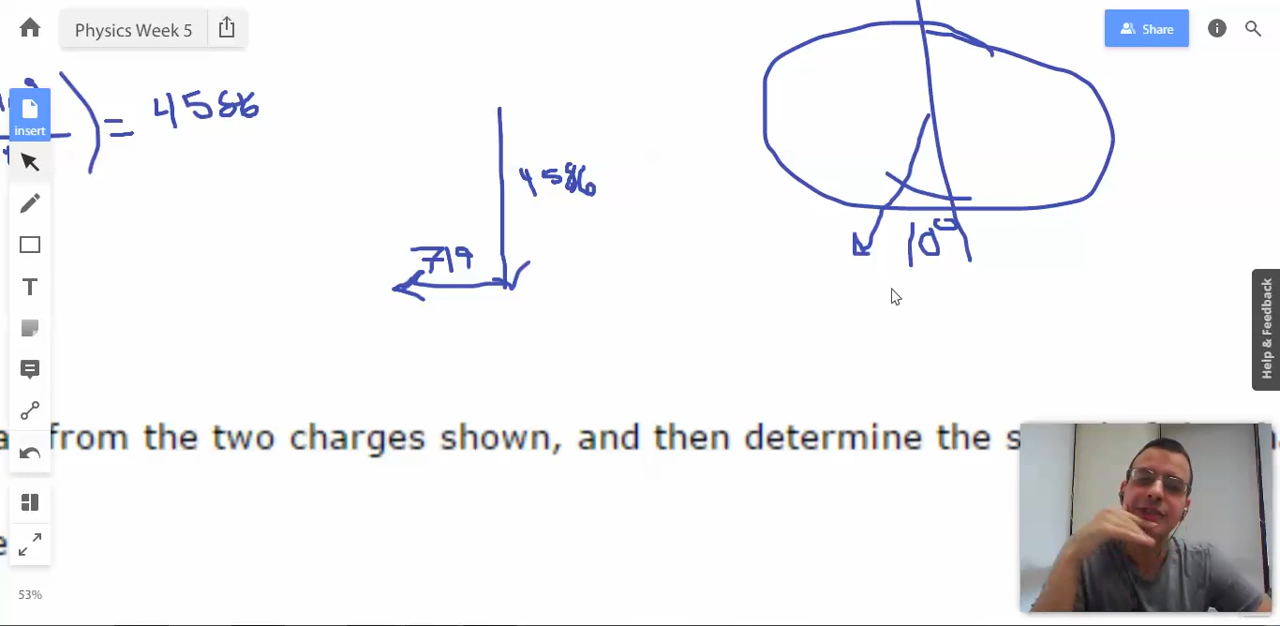 Physics Week 5
Share
insert
= 4586
4586
719
10°
from the two charges shown, and then determine the s
Help & Feedback
53%